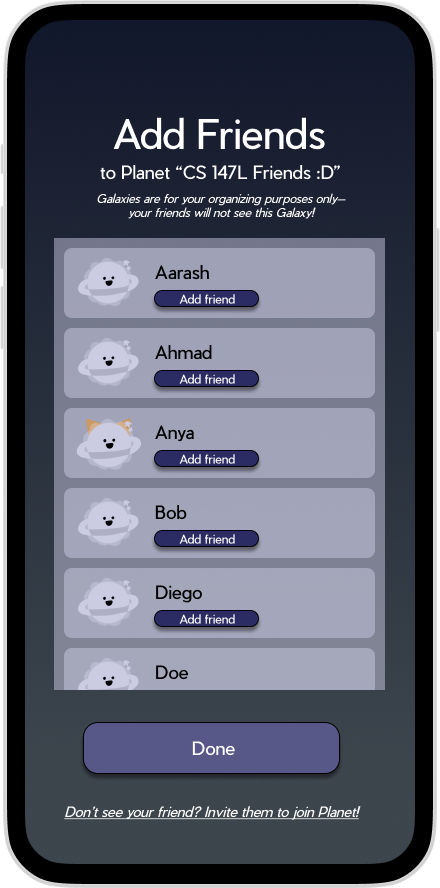 Add Friends
to Planet “CS 147L Friends :D”
Galaxies are for your organizing purposes only—
your friends will not see this Galaxy!
Aarash
Add friend
Ahmad
Add friend
Anya
Add friend
Bob
Add friend
Diego
Add friend
Doe
Done
Don't see your friend? Invite them to join Planet!